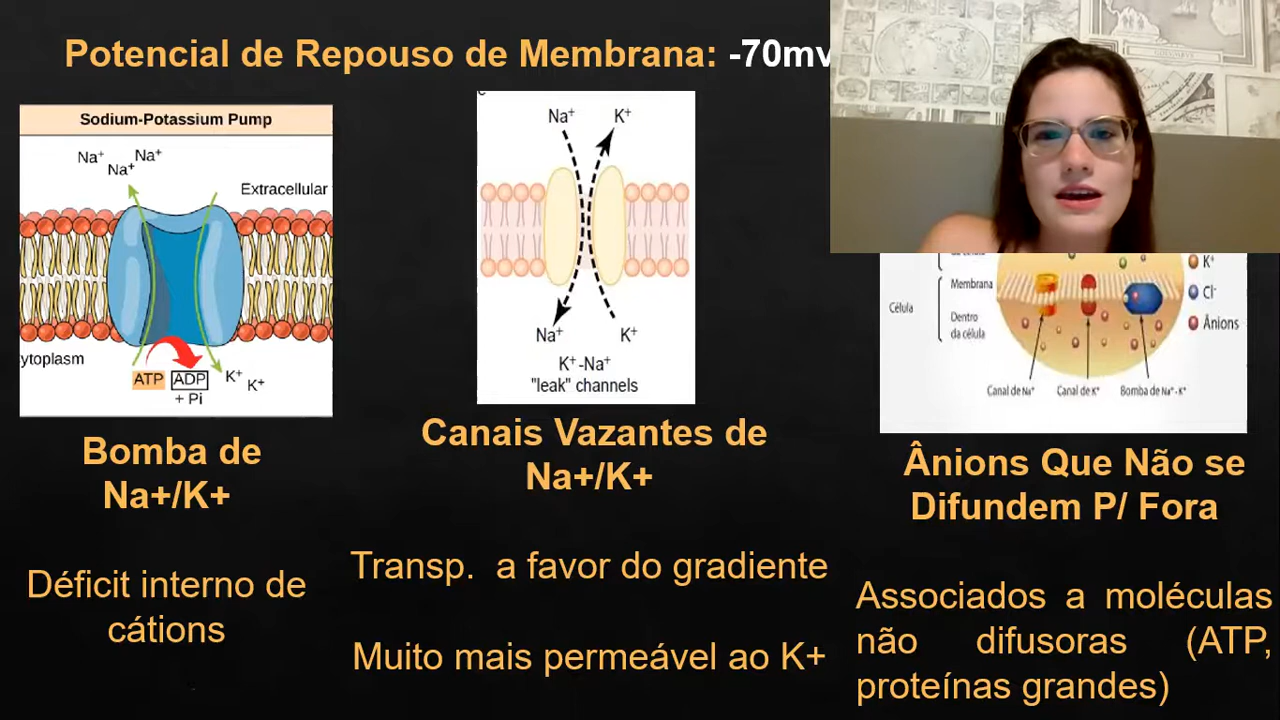 Potencial de Repouso de Membrana: -70mv
Sodium-Potassium Pump
Na⁺
Na⁺
Na⁺
Extracellular
ytoplasm
ATP
ADP
+ Pi
K⁺
K⁺
Bomba de
Na+/K+
Déficit interno de
cátions
Na⁺
K⁺
Na⁺
K⁺
K⁺-Na⁺
"leak" channels
Canais Vazantes de
Na+/K+
Transp. a favor do gradiente
Muito mais permeável ao K+
Célula
Membrana
Dentro
da célula
K⁺
Cl⁻
Ânions
Canal de Na⁺
Canal de K⁺
Bomba de Na⁺-K⁺
Ânions Que Não se
Difundem P/ Fora
Associados a moléculas
não difusoras (ATP,
proteínas grandes)